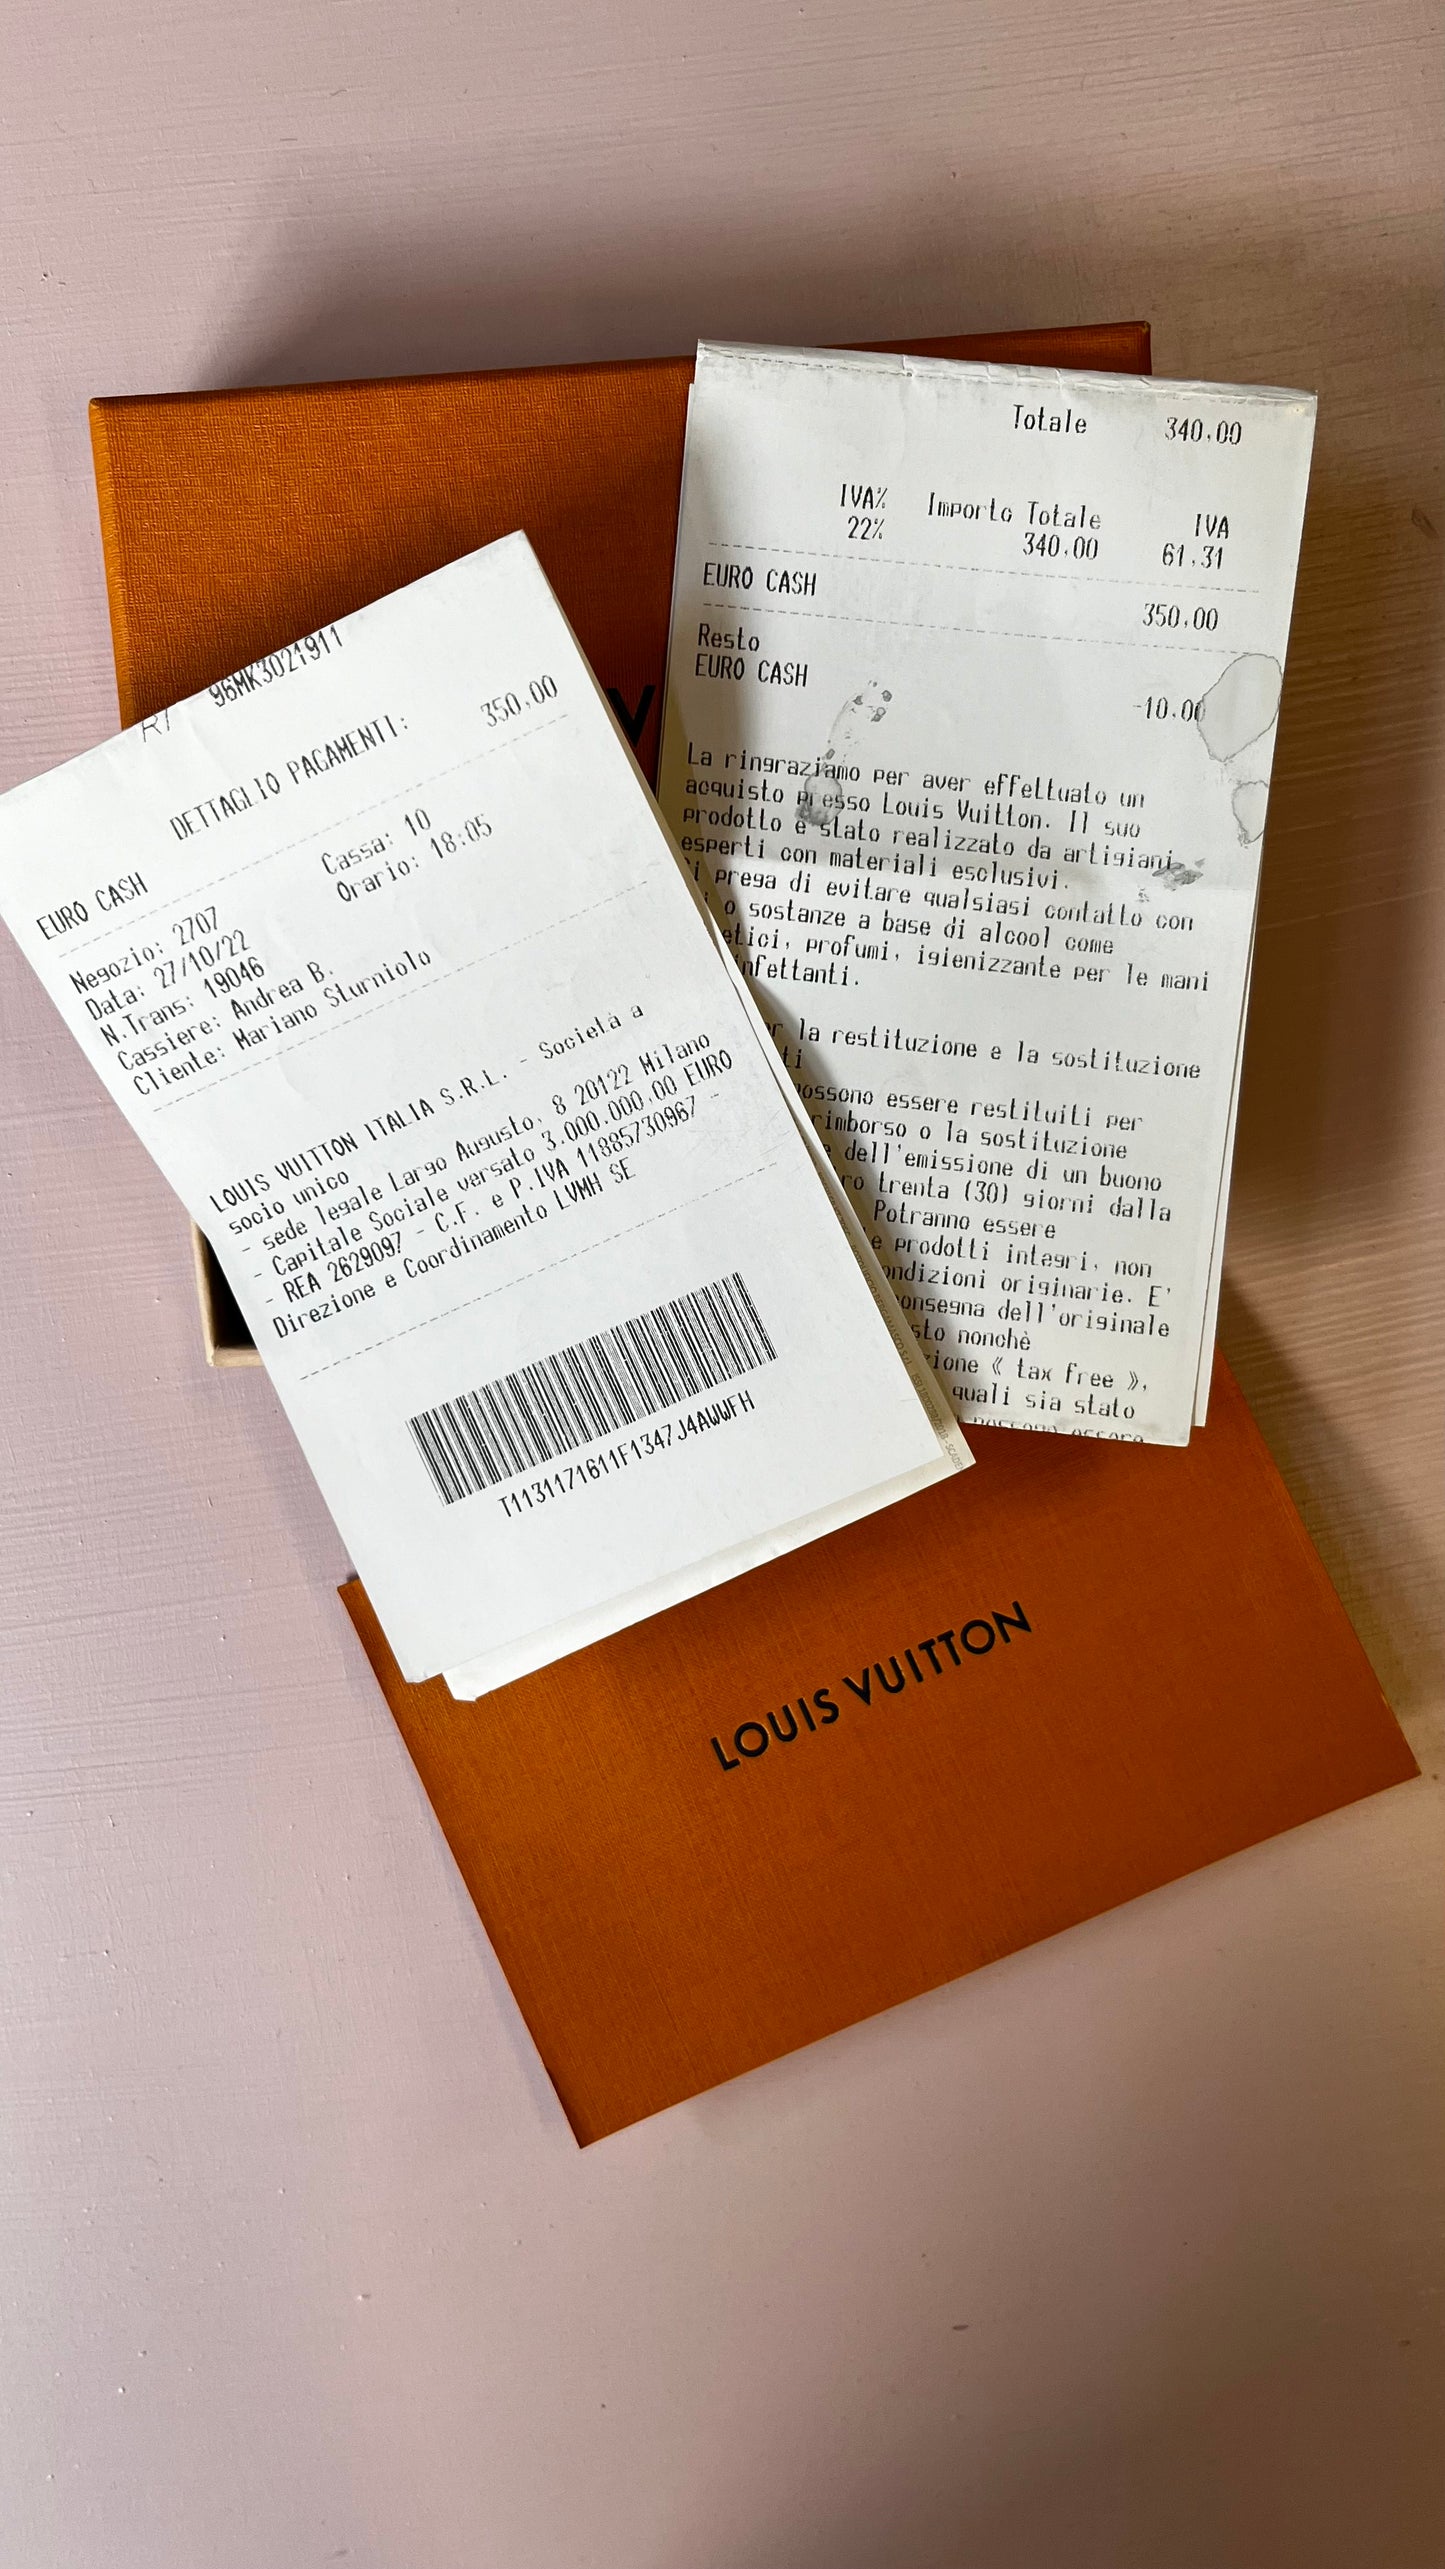 Totale 340,00
IVA% Importo Totale IVA
22% 340,00 61,31
EURO CASH
350,00
Resto
EURO CASH
-10,00
La ringraziamo per aver effettuato un
acquisto presso Louis Vuitton. Il suo
prodotto è stato realizzato da artigiani
esperti con materiali esclusivi.
prega di evitare qualsiasi contatto con
o sostanze a base di alcool come
profumi, igienizzante per le mani
la restituzione e la sostituzione
possono essere restituiti per
rimborso o la sostituzione
dell'emissione di un buono
trenta (30) giorni dalla
Potranno essere
prodotti integri, non
condizioni originarie. E'
consegna dell'originale
nonchè
« tax free »,
quali sia stato
RT 96MK3021911
DETTAGLIO PAGAMENTI:
EURO CASH 350,00
Negozio: 2707 Cassa: 10
Data: 27/10/22 Orario: 18:05
N.Trans: 19046
Cassiere: Andrea B.
Cliente: Mariano Sturniolo
LOUIS VUITTON ITALIA S.R.L. - Società a
socio unico
- sede legale Largo Augusto, 8 20122 Milano
- Capitale Sociale versato 3.000.000,00 EURO
- REA 2629097 - C.F. e P.IVA 11885730967 -
Direzione e Coordinamento LVMH SE
T1131171611F1347J4AWWFH
V
LOUIS VUITTON